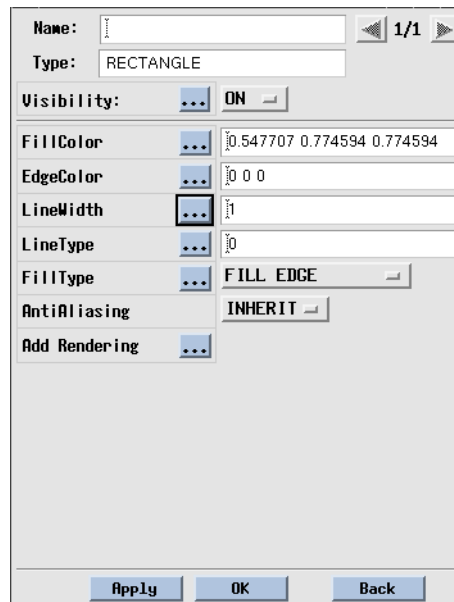 Name: 1/1
Type: RECTANGLE
Visibility: ... ON
FillColor ... 0.547707 0.774594 0.774594
EdgeColor ... 0 0 0
LineWidth ... 1
LineType ... 0
FillType ... FILL EDGE
AntiAliasing INHERIT
Add Rendering ...
Apply OK Back